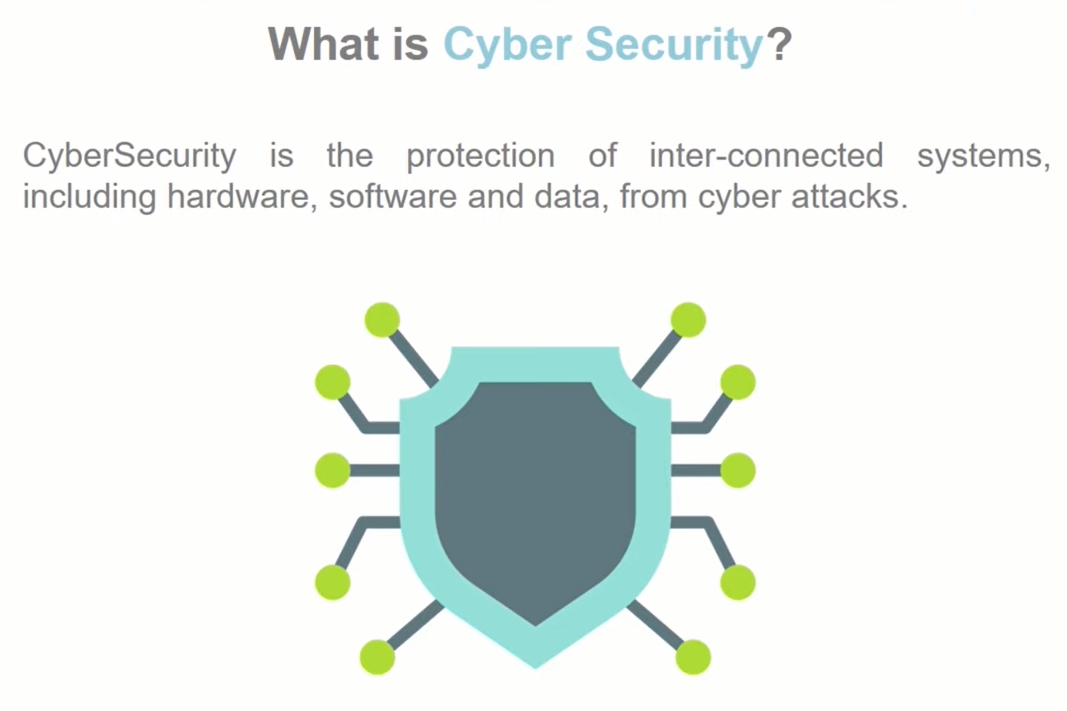 What is Cyber Security?
CyberSecurity is the protection of inter-connected systems,
including hardware, software and data, from cyber attacks.